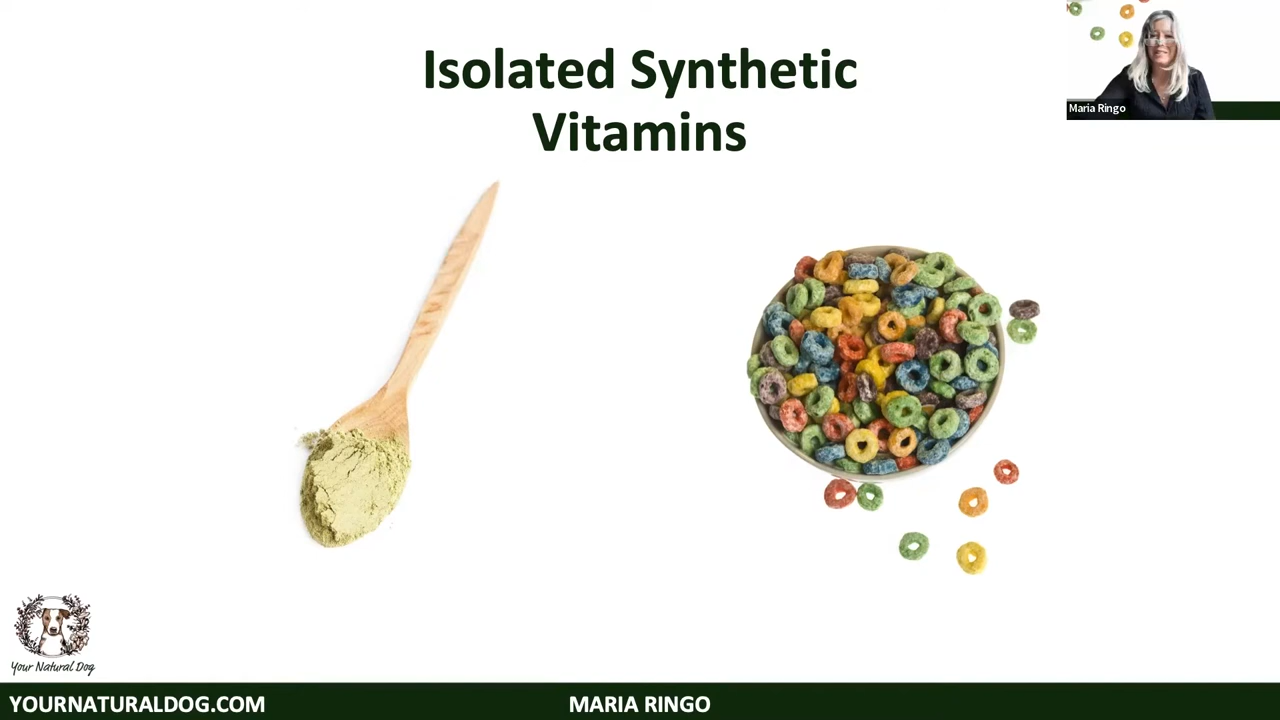 Isolated Synthetic
Vitamins
Maria Ringo
Your Natural Dog
YOURNATURALDOG.COM
MARIA RINGO